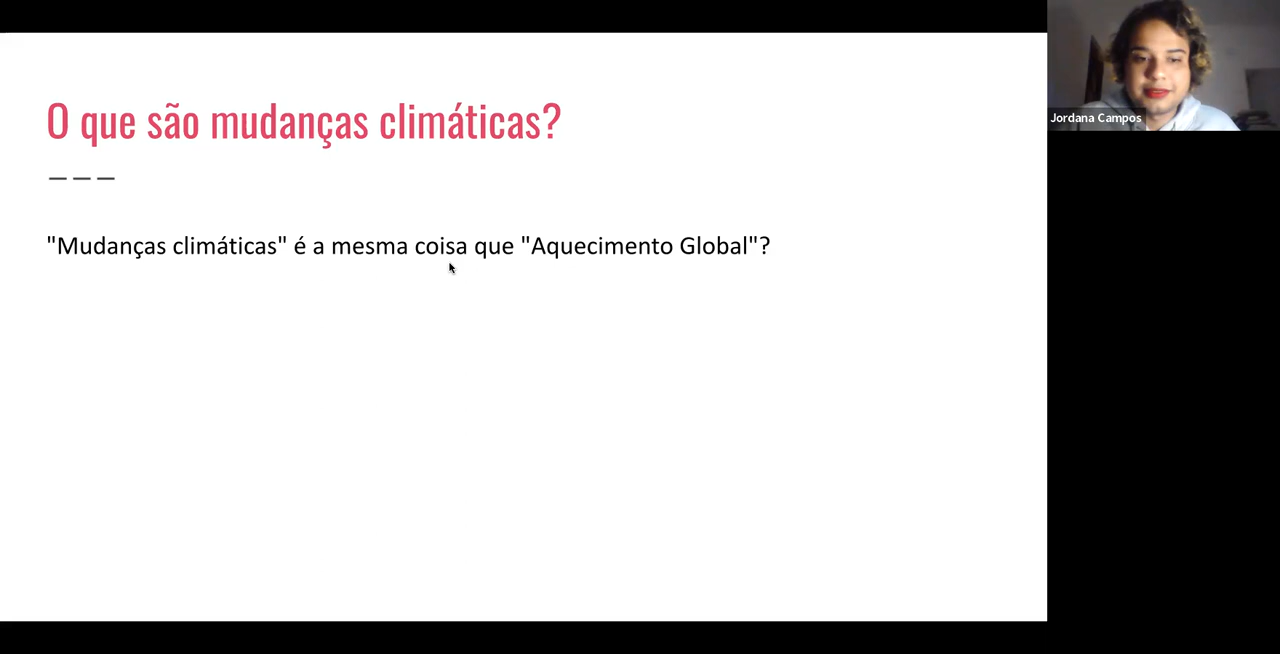 O que são mudanças climáticas?
"Mudanças climáticas" é a mesma coisa que "Aquecimento Global"?
Jordana Campos